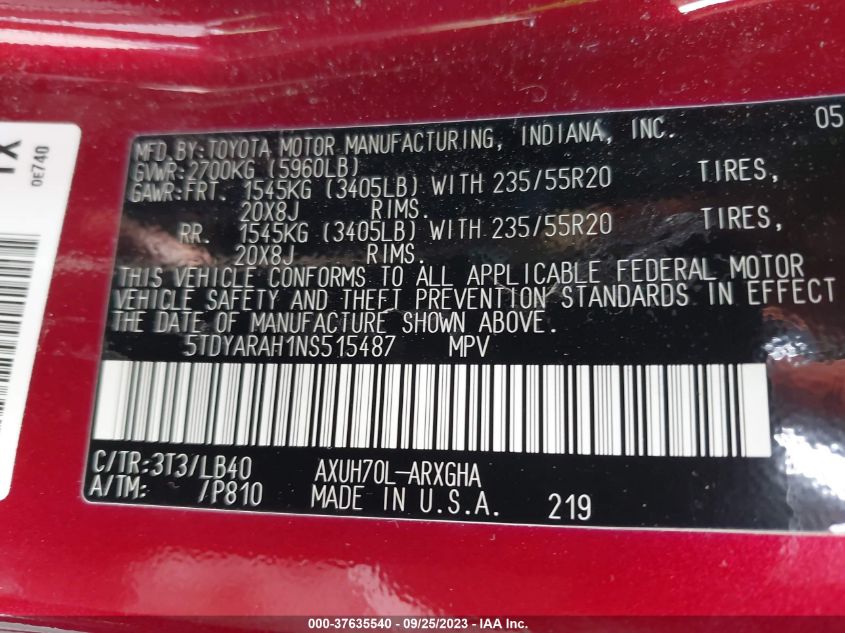 MFD.BY:TOYOTA MOTOR MANUFACTURING, INDIANA, INC. 05
GVWR:2700KG (5960LB)
GAWR:FRT. 1545KG (3405LB) WITH 235/55R20 TIRES,
20X8J RIMS.
RR. 1545KG (3405LB) WITH 235/55R20 TIRES,
20X8J RIMS.
THIS VEHICLE CONFORMS TO ALL APPLICABLE FEDERAL MOTOR
VEHICLE SAFETY AND THEFT PREVENTION STANDARDS IN EFFECT
THE DATE OF MANUFACTURE SHOWN ABOVE.
5TDYARAH1NS515487 MPV
C/TR:3T3/LB40 AXUH70L-ARXGHA
A/TM: /P810 MADE IN U.S.A. 219
0E740
000-37635540 - 09/25/2023 - IAA Inc.